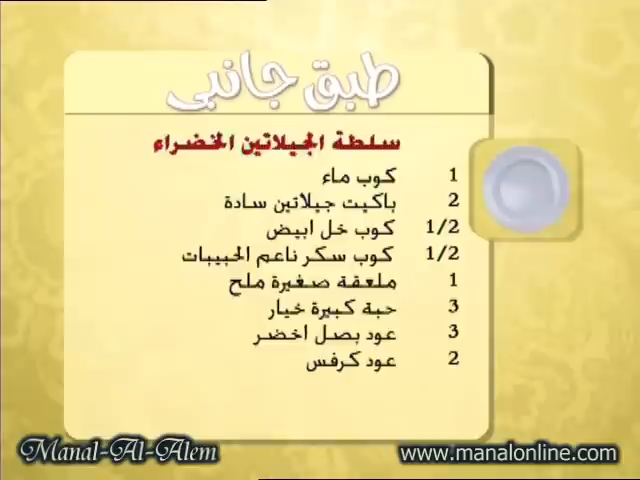 طبق جانبي
سلطة الجيلاتين الخضراء
1 كوب ماء
2 باكيت جيلاتين سادة
1/2 كوب خل ابيض
1/2 كوب سكر ناعم الحبيبات
1 ملعقة صغيرة ملح
3 حبة كبيرة خيار
3 عود بصل اخضر
2 عود كرفس
Manal-Al-Alem
www.manalonline.com